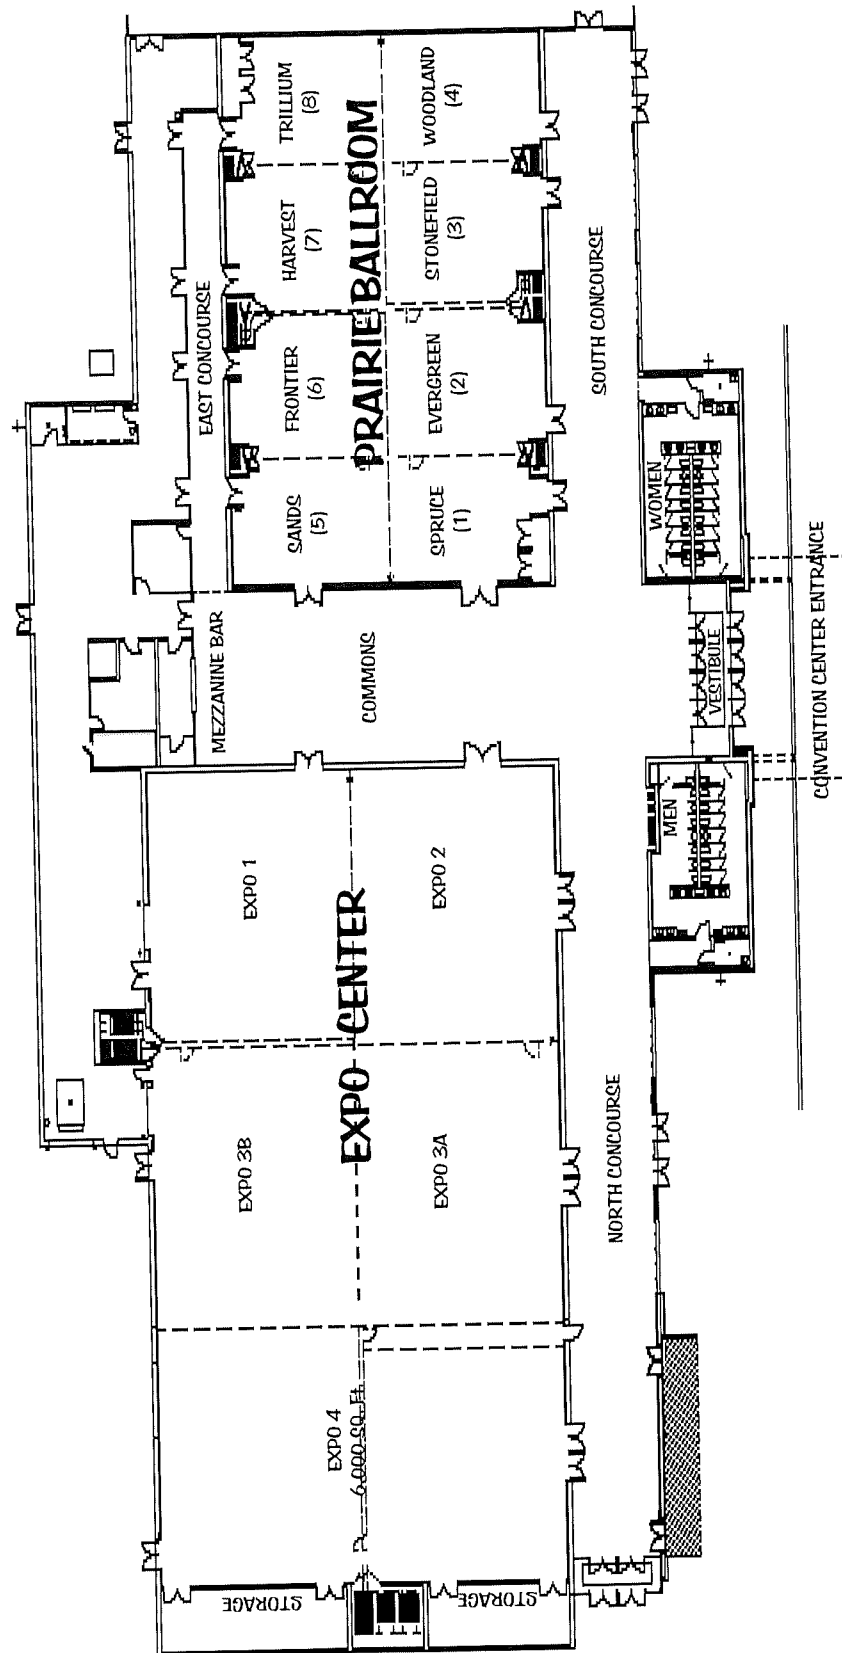 TRILLIUM
(8)
WOODLAND
(4)
PRAIRIE BALLROOM
HARVEST
(7)
STONEFIELD
(3)
SOUTH CONCOURSE
EAST CONCOURSE
FRONTIER
(6)
EVERGREEN
(2)
SANDS
(5)
SPRUCE
(1)
WOMEN
MEZZANINE BAR
COMMONS
VESTIBULE
CONVENTION CENTER ENTRANCE
MEN
EXPO 1
EXPO 2
EXPO CENTER
EXPO 3B
EXPO 3A
NORTH CONCOURSE
EXPO 4
6,000 SQ. Ft.
STORAGE
STORAGE